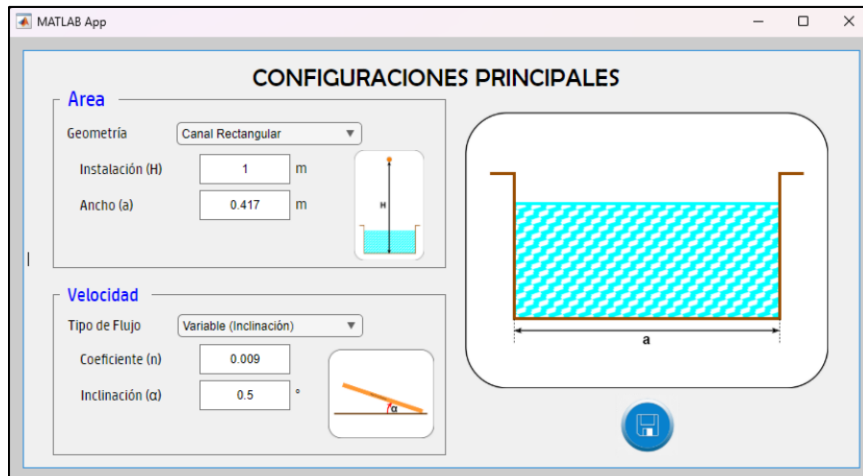 MATLAB App
CONFIGURACIONES PRINCIPALES
Area
Geometría Canal Rectangular
Instalación (H) 1 m
Ancho (a) 0.417 m
H
Velocidad
Tipo de Flujo Variable (Inclinación)
Coeficiente (n) 0.009
Inclinación (α) 0.5 °
α
a